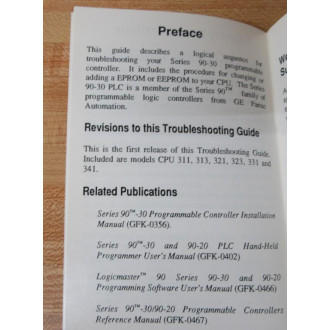 Preface
This guide describes a logical sequence for
troubleshooting your Series 90-30 programmable
controller. It includes the procedure for changing or
adding a EPROM or EEPROM to your CPU. The Series
90-30 PLC is a member of the Series 90™ family of
programmable logic controllers from GE Fanuc
Automation.
Revisions to this Troubleshooting Guide
This is the first release of this Troubleshooting Guide.
Included are models CPU 311, 313, 321, 323, 331 and
341.
Related Publications
Series 90™-30 Programmable Controller Installation
Manual (GFK-0356).
Series 90™-30 and 90-20 PLC Hand-Held
Programmer User's Manual (GFK-0402)
Logicmaster™ 90 Series 90-30 and 90-20
Programming Software User's Manual (GFK-0466)
Series 90™-30/90-20 Programmable Controllers
Reference Manual (GFK-0467)